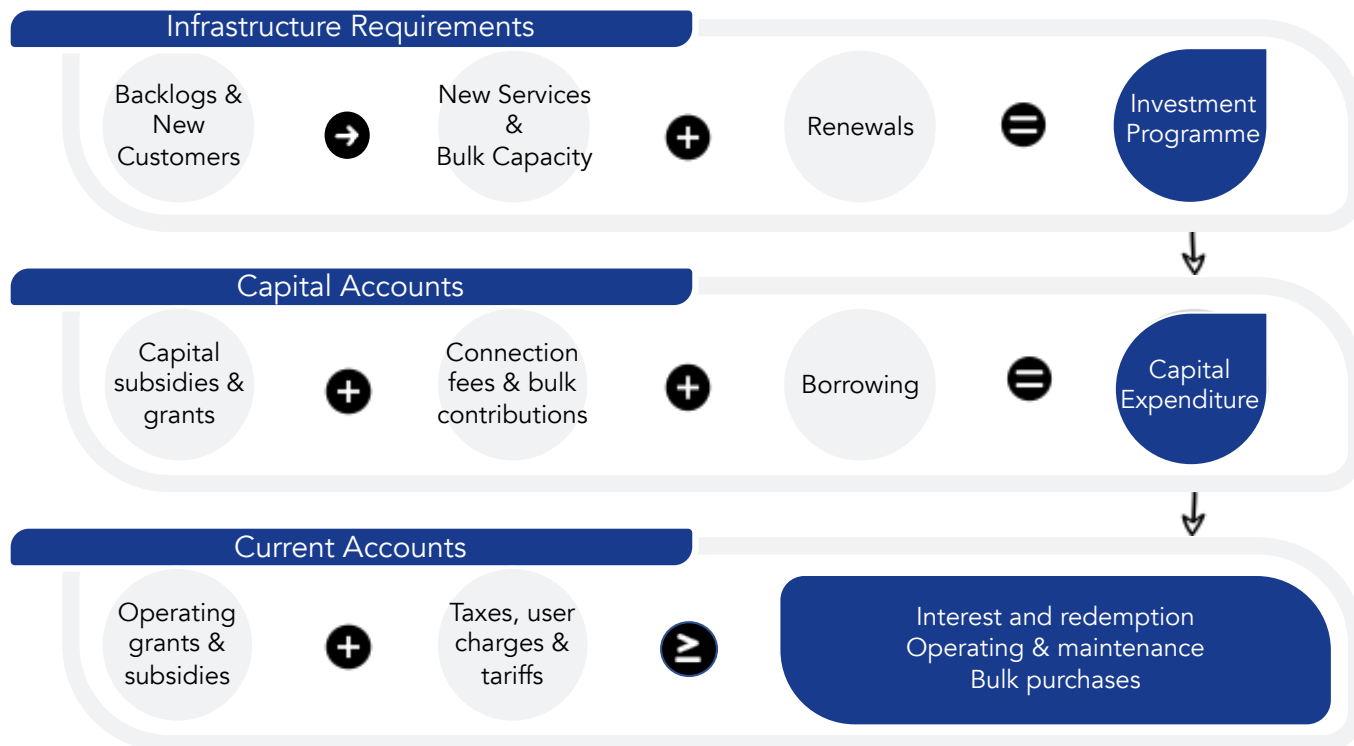 Infrastructure Requirements
Backlogs &
New
Customers
→
New Services
&
Bulk Capacity
+
Renewals
=
Investment
Programme
Capital Accounts
Capital
subsidies &
grants
+
Connection
fees & bulk
contributions
+
Borrowing
=
Capital
Expenditure
Current Accounts
Operating
grants &
subsidies
+
Taxes, user
charges &
tariffs
≥
Interest and redemption
Operating & maintenance
Bulk purchases